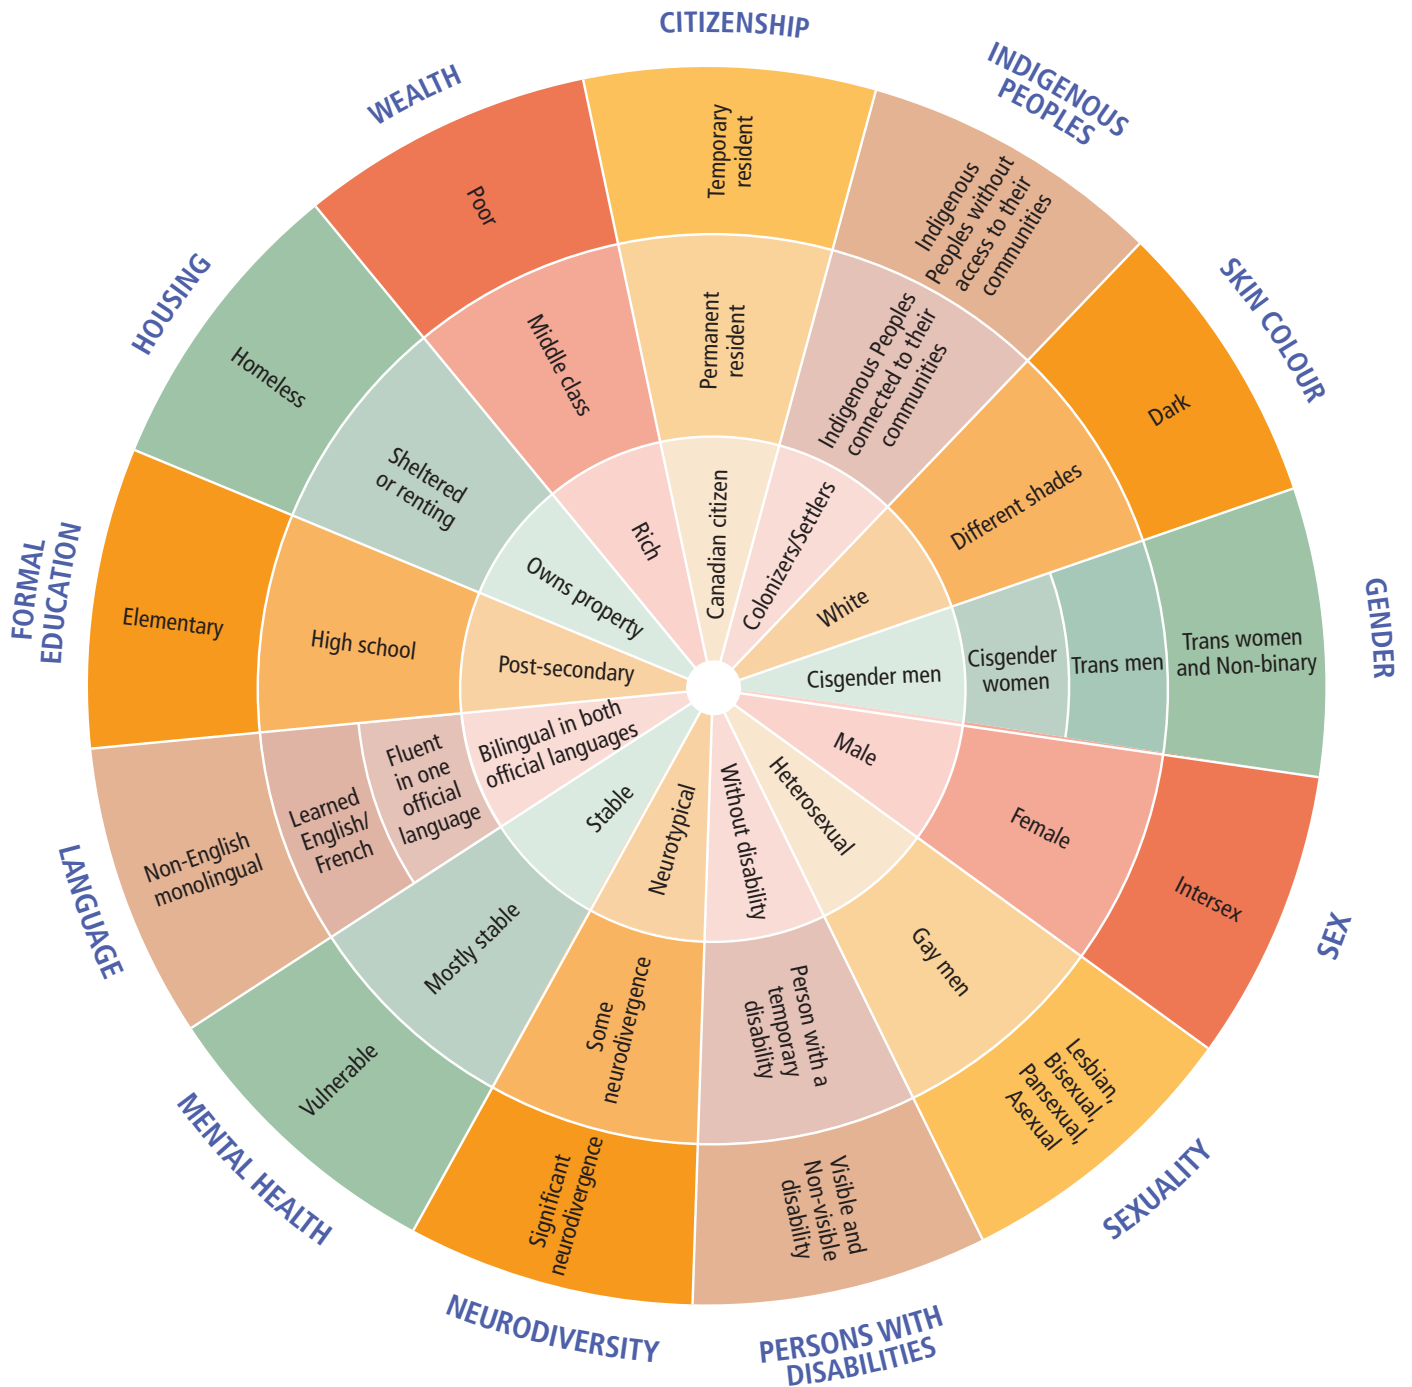 CITIZENSHIP
Temporary
resident
Permanent
resident
Canadian citizen
INDIGENOUS
PEOPLES
Indigenous
Peoples without
access to their
communities
Indigenous Peoples
connected to their
communities
Colonizers/Settlers
SKIN COLOUR
Dark
Different shades
White
GENDER
Trans women
and Non-binary
Trans men
Cisgender
women
Cisgender men
SEX
Intersex
Female
Male
SEXUALITY
Lesbian,
Bisexual,
Pansexual,
Asexual
Gay men
Heterosexual
PERSONS WITH
DISABILITIES
Visible and
Non-visible
disability
Person with a
temporary
disability
Without disability
NEURODIVERSITY
Significant
neurodivergence
Some
neurodivergence
Neurotypical
MENTAL HEALTH
Vulnerable
Mostly stable
Stable
LANGUAGE
Non-English
monolingual
Learned
English/
French
Fluent
in one
official
language
Bilingual in both
official languages
FORMAL
EDUCATION
Elementary
High school
Post-secondary
HOUSING
Homeless
Sheltered
or renting
Owns property
WEALTH
Poor
Middle class
Rich